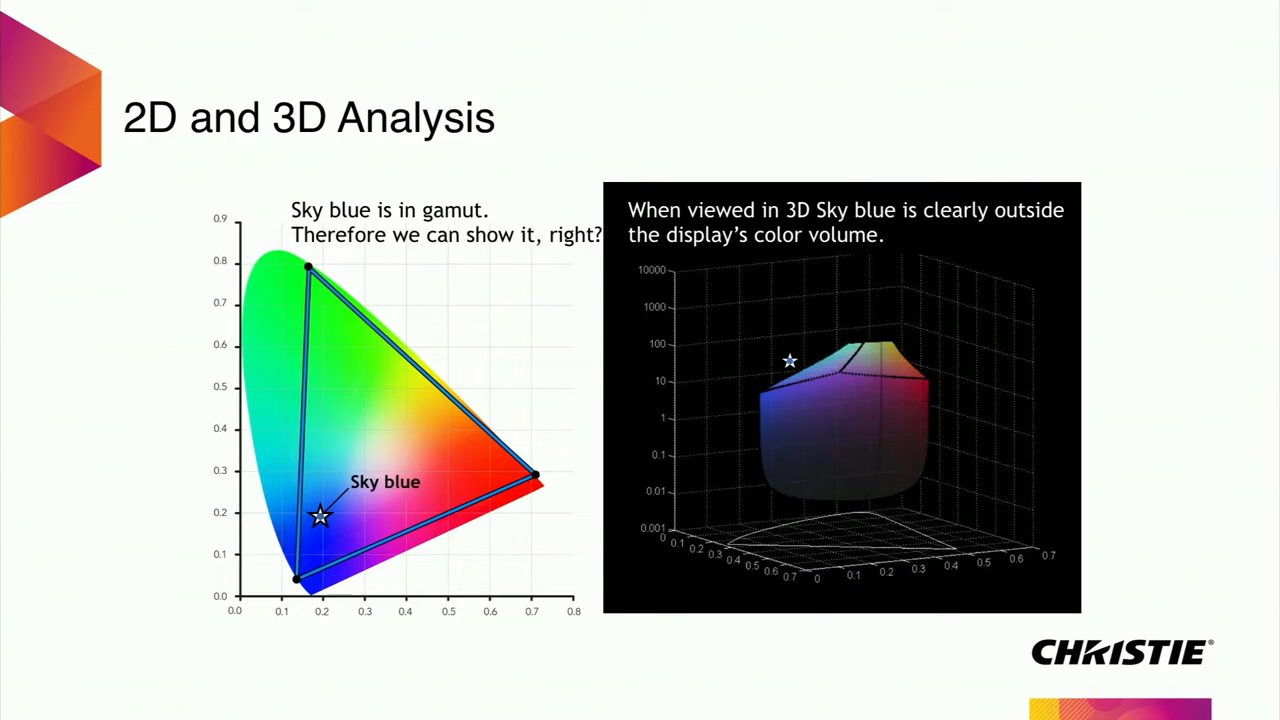 2D and 3D Analysis
Sky blue is in gamut.
Therefore we can show it, right?
0.9
0.8
0.7
0.6
0.5
0.4
0.3
0.2
0.1
0.0
Sky blue
0.0 0.1 0.2 0.3 0.4 0.5 0.6 0.7 0.8
When viewed in 3D Sky blue is clearly outside
the display's color volume.
10000
1000
100
10
1
0.1
0.01
0.001
0 0.1 0.2 0.3 0.4 0.5 0.6 0.7
0 0.1 0.2 0.3 0.4 0.5 0.6 0.7
CHRISTIE®